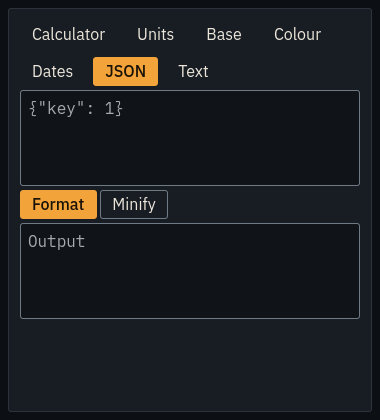 Calculator Units Base Colour
Dates JSON Text
{"key": 1}
Format Minify
Output